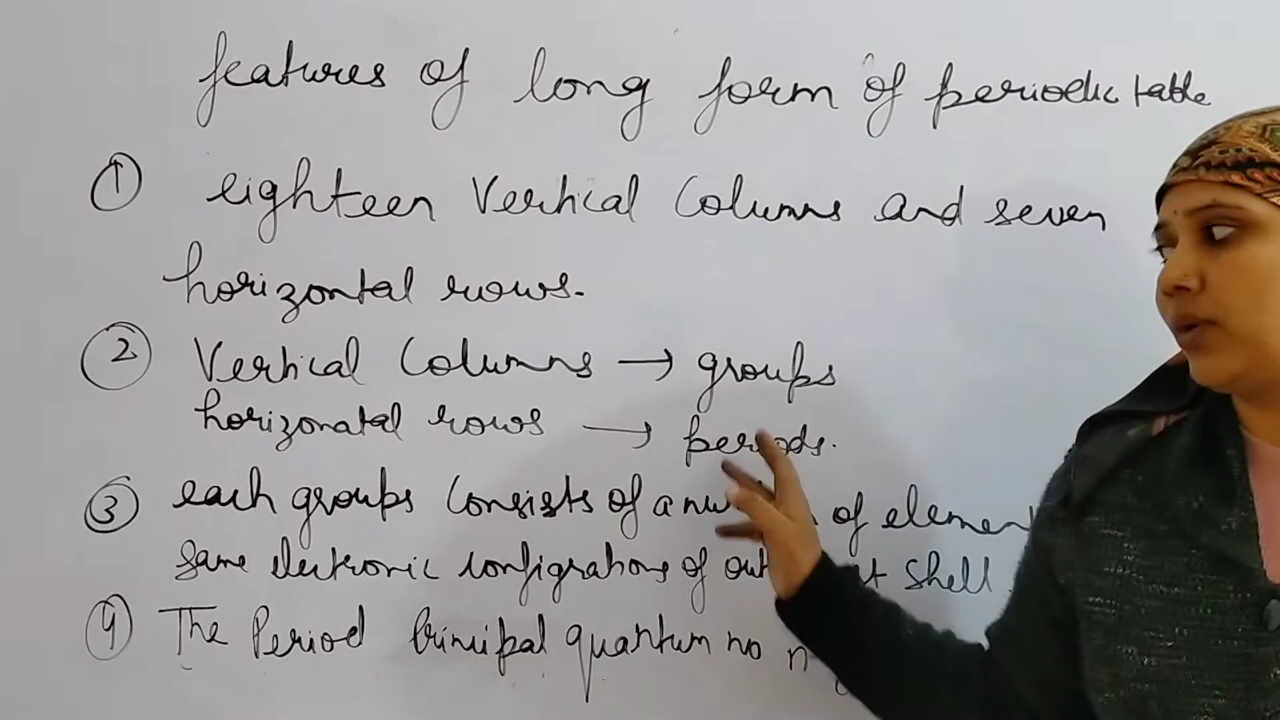 features of long form of periodic table
① eighteen Vertical Columns and seven
horizontal rows.
② Vertical Columns → groups
horizonatal rows → periods.
③ each groups Consists of a of element
same electronic configrations of shell
④ The Period Principal quantum no n